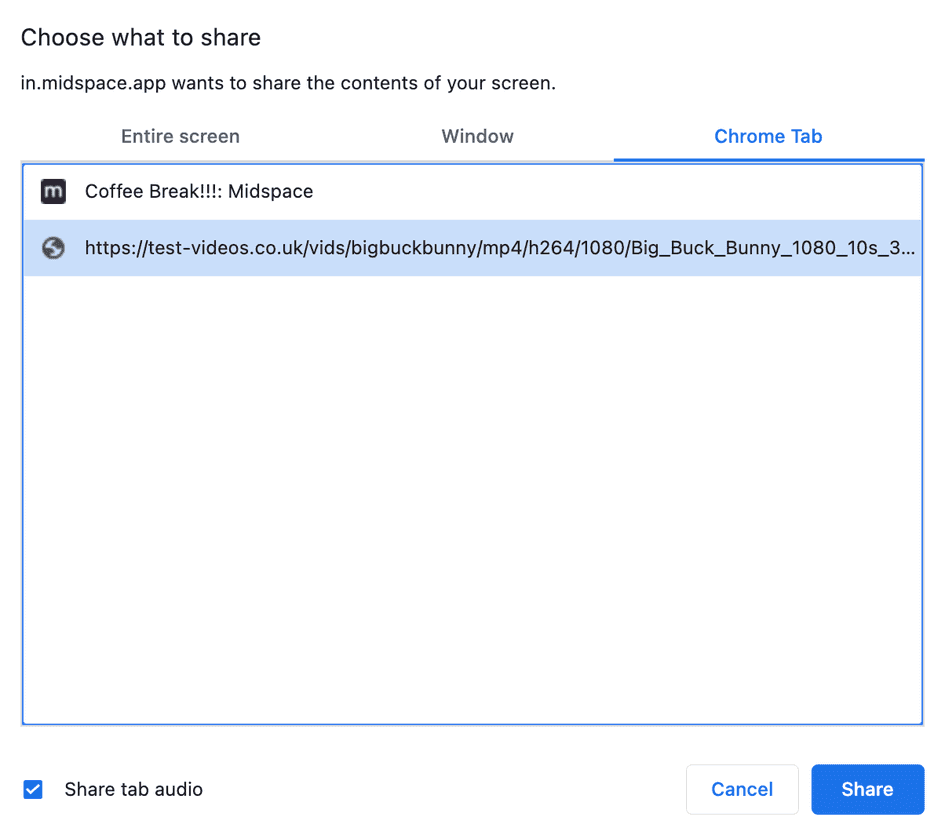 Choose what to share
in.midspace.app wants to share the contents of your screen.
Entire screen Window Chrome Tab
m Coffee Break!!!: Midspace
https://test-videos.co.uk/vids/bigbuckbunny/mp4/h264/1080/Big_Buck_Bunny_1080_10s_3...
Share tab audio Cancel Share